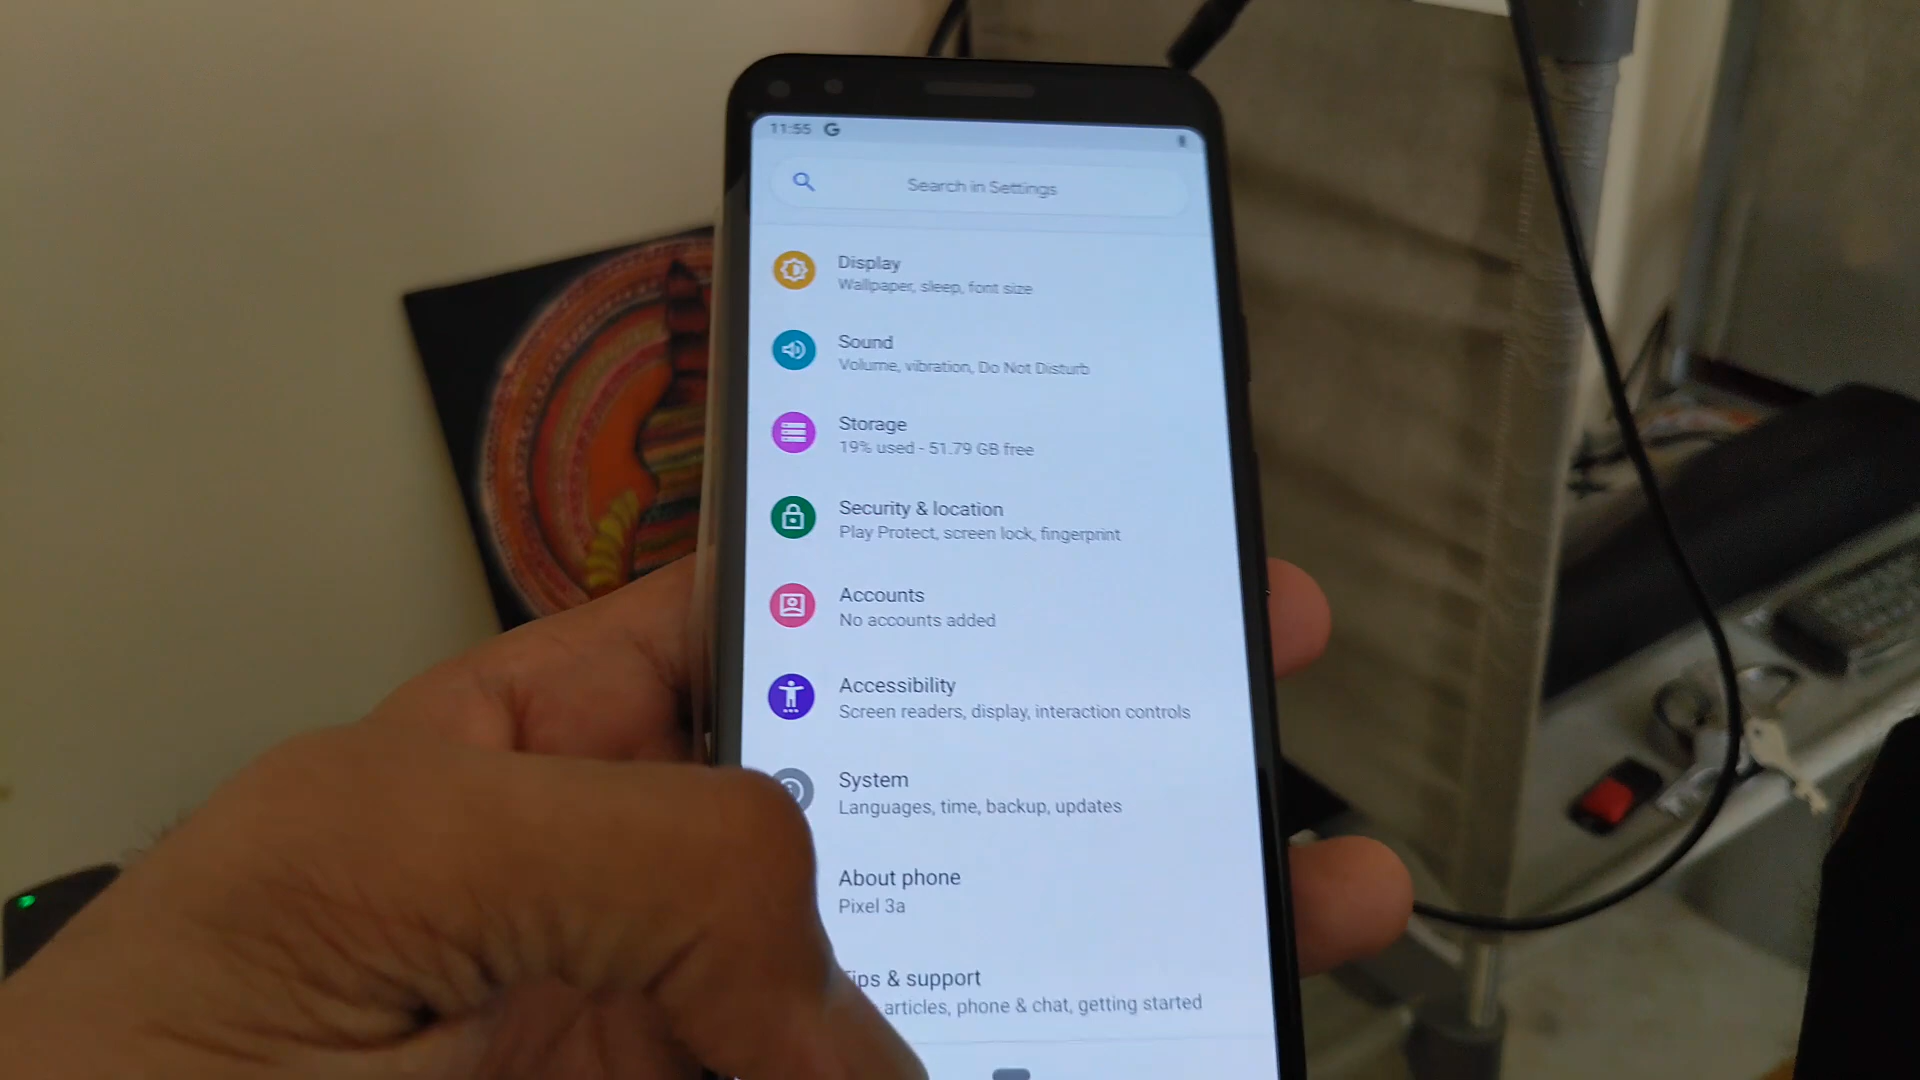 11:55 G
Search in Settings
Display
Wallpaper, sleep, font size
Sound
Volume, vibration, Do Not Disturb
Storage
19% used - 51.79 GB free
Security & location
Play Protect, screen lock, fingerprint
Accounts
No accounts added
Accessibility
Screen readers, display, interaction controls
System
Languages, time, backup, updates
About phone
Pixel 3a
Tips & support
articles, phone & chat, getting started